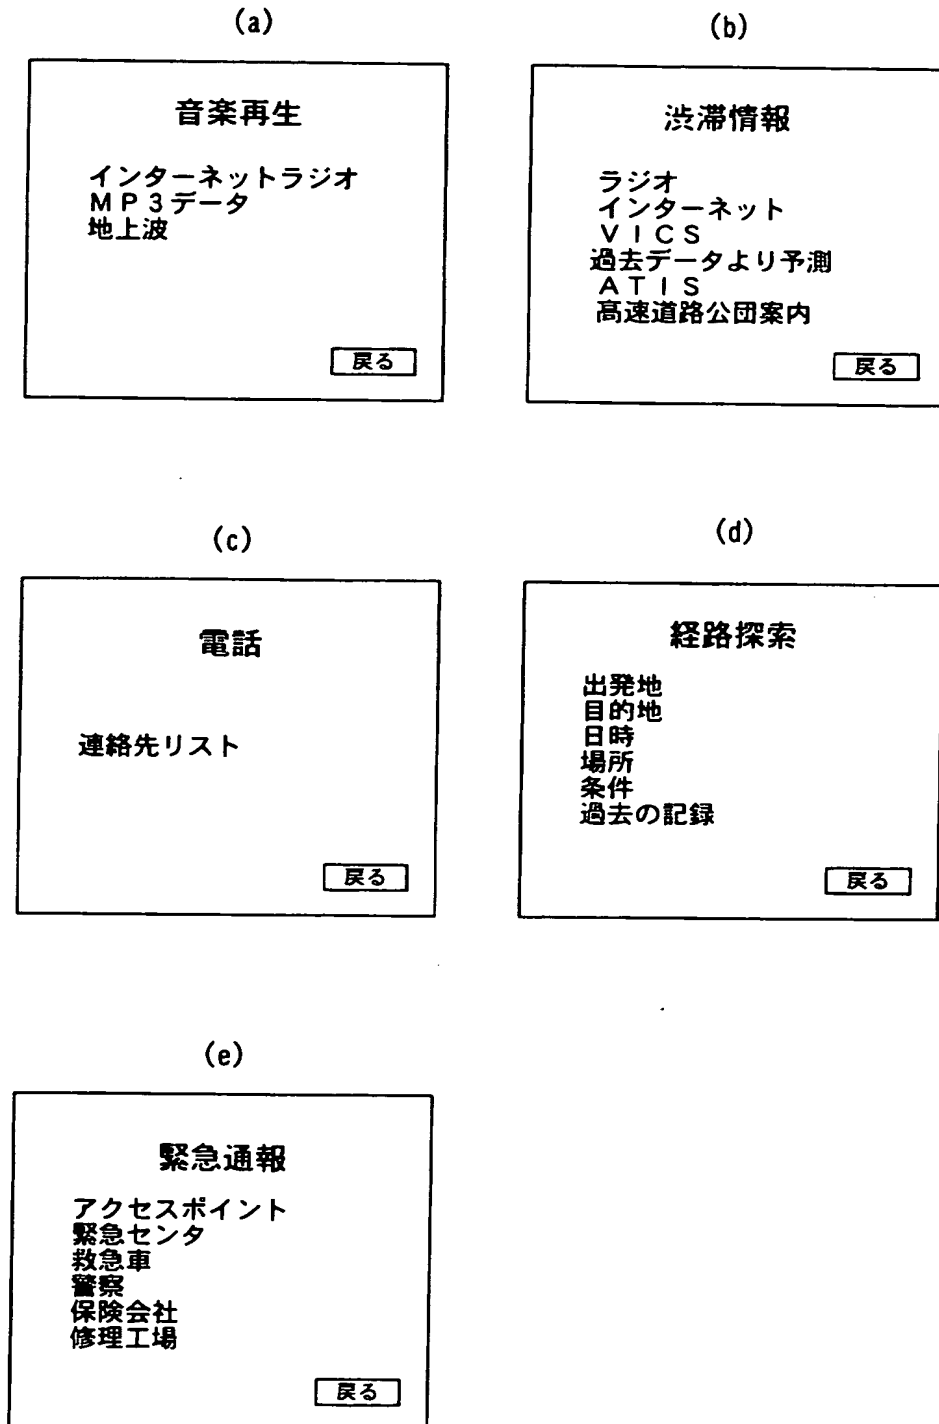 (a)
音楽再生
インターネットラジオ
MP3データ
地上波
戻る
(b)
渋滞情報
ラジオ
インターネット
VICS
過去データより予測
ATIS
高速道路公団案内
戻る
(c)
電話
連絡先リスト
戻る
(d)
経路探索
出発地
目的地
日時
場所
条件
過去の記録
戻る
(e)
緊急通報
アクセスポイント
緊急センタ
救急車
警察
保険会社
修理工場
戻る